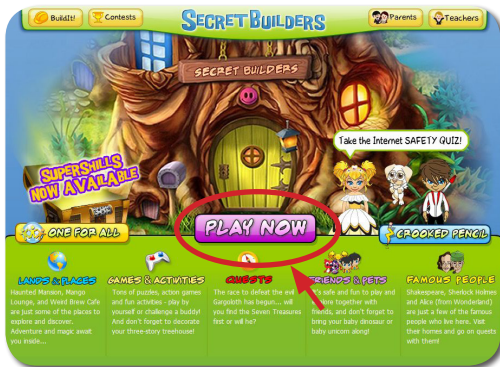 BuildIt!
Contests
SECRETBUILDERS
Parents
Teachers
SECRET BUILDERS
Take the Internet SAFETY QUIZ!
SUPERSHILLS
NOW AVAILABLE
ONE FOR ALL
PLAY NOW
CROOKED PENCIL
LANDS & PLACES
Haunted Mansion, Mango
Lounge, and Weird Brew Cafe
are just some of the places to
explore and discover.
Adventure and magic await
you inside...
GAMES & ACTIVITIES
Tons of puzzles, action games
and fun activities - play by
yourself or challenge a buddy!
And don't forget to decorate
your three-story treehouse!
QUESTS
The race to defeat the evil
Gargoloth has begun... will
you find the Seven Treasures
first or will he?
FRIENDS & PETS
It's safe and fun to play and
explore together with
friends, and don't forget to
bring your baby dinosaur or
baby unicorn along!
FAMOUS PEOPLE
Shakespeare, Sherlock Holmes
and Alice (from Wonderland)
are just a few of the famous
people who live here. Visit
their homes and go on quests
with them!